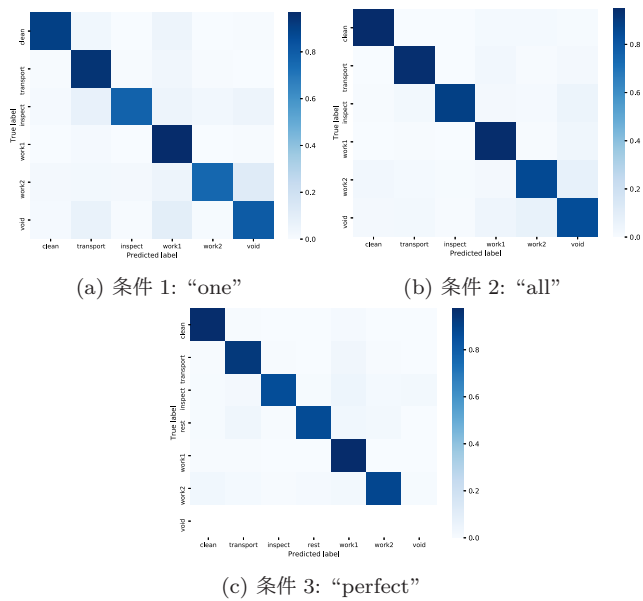 clean
transport
inspect
work1
work2
void
True label
clean transport inspect work1 work2 void
Predicted label
0.8
0.6
0.4
0.2
0.0
(a) 条件 1: “one”
clean
transport
inspect
work1
work2
void
True label
clean transport inspect work1 work2 void
Predicted label
0.8
0.6
0.4
0.2
0.0
(b) 条件 2: “all”
clean
transport
inspect
rest
work1
work2
void
True label
clean transport inspect rest work1 work2 void
Predicted label
0.8
0.6
0.4
0.2
0.0
(c) 条件 3: “perfect”